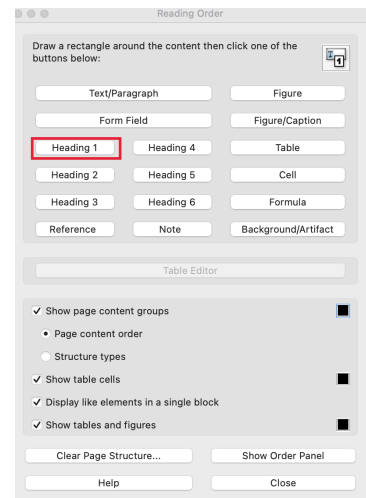 Reading Order
Draw a rectangle around the content then click one of the
buttons below:
1
Text/Paragraph Figure
Form Field Figure/Caption
Heading 1 Heading 4 Table
Heading 2 Heading 5 Cell
Heading 3 Heading 6 Formula
Reference Note Background/Artifact
Table Editor
Show page content groups
Page content order
Structure types
Show table cells
Display like elements in a single block
Show tables and figures
Clear Page Structure... Show Order Panel
Help Close